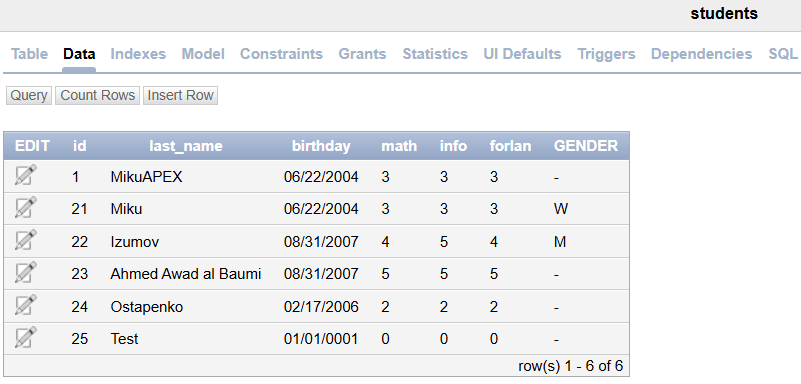 students
Table Data Indexes Model Constraints Grants Statistics UI Defaults Triggers Dependencies SQL
Query Count Rows Insert Row
EDIT id last_name birthday math info forlan GENDER
1 MikuAPEX 06/22/2004 3 3 3 -
21 Miku 06/22/2004 3 3 3 W
22 Izumov 08/31/2007 4 5 4 M
23 Ahmed Awad al Baumi 08/31/2007 5 5 5 -
24 Ostapenko 02/17/2006 2 2 2 -
25 Test 01/01/0001 0 0 0 -
row(s) 1 - 6 of 6